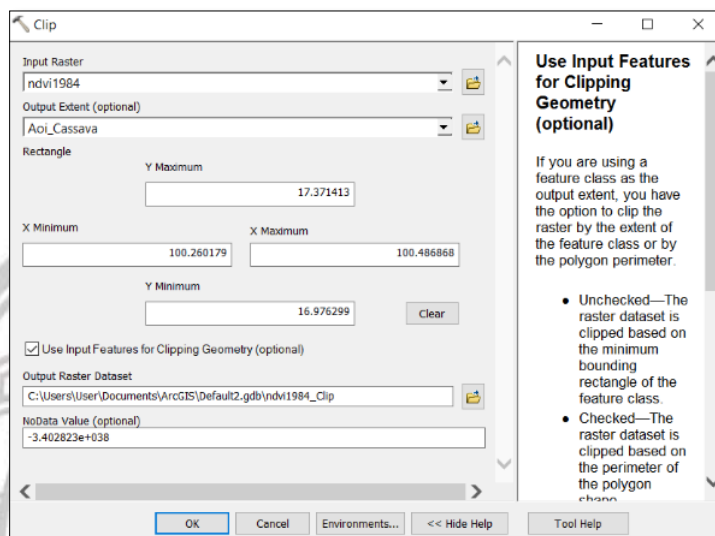 Clip
Input Raster
ndvi1984
Output Extent (optional)
Aoi_Cassava
Rectangle
Y Maximum
17.371413
X Minimum
X Maximum
100.260179
100.486868
Y Minimum
16.976299
Clear
Use Input Features for Clipping Geometry (optional)
Output Raster Dataset
C:\Users\User\Documents\ArcGIS\Default2.gdb\ndvi1984_Clip
NoData Value (optional)
-3.402823e+038
OK
Cancel
Environments...
<< Hide Help
Tool Help
Use Input Features
for Clipping
Geometry
(optional)
If you are using a
feature class as the
output extent, you have
the option to clip the
raster by the extent of
the feature class or by
the polygon perimeter.
● Unchecked—The
raster dataset is
clipped based on
the minimum
bounding
rectangle of the
feature class.
● Checked—The
raster dataset is
clipped based on
the perimeter of
the polygon
shape